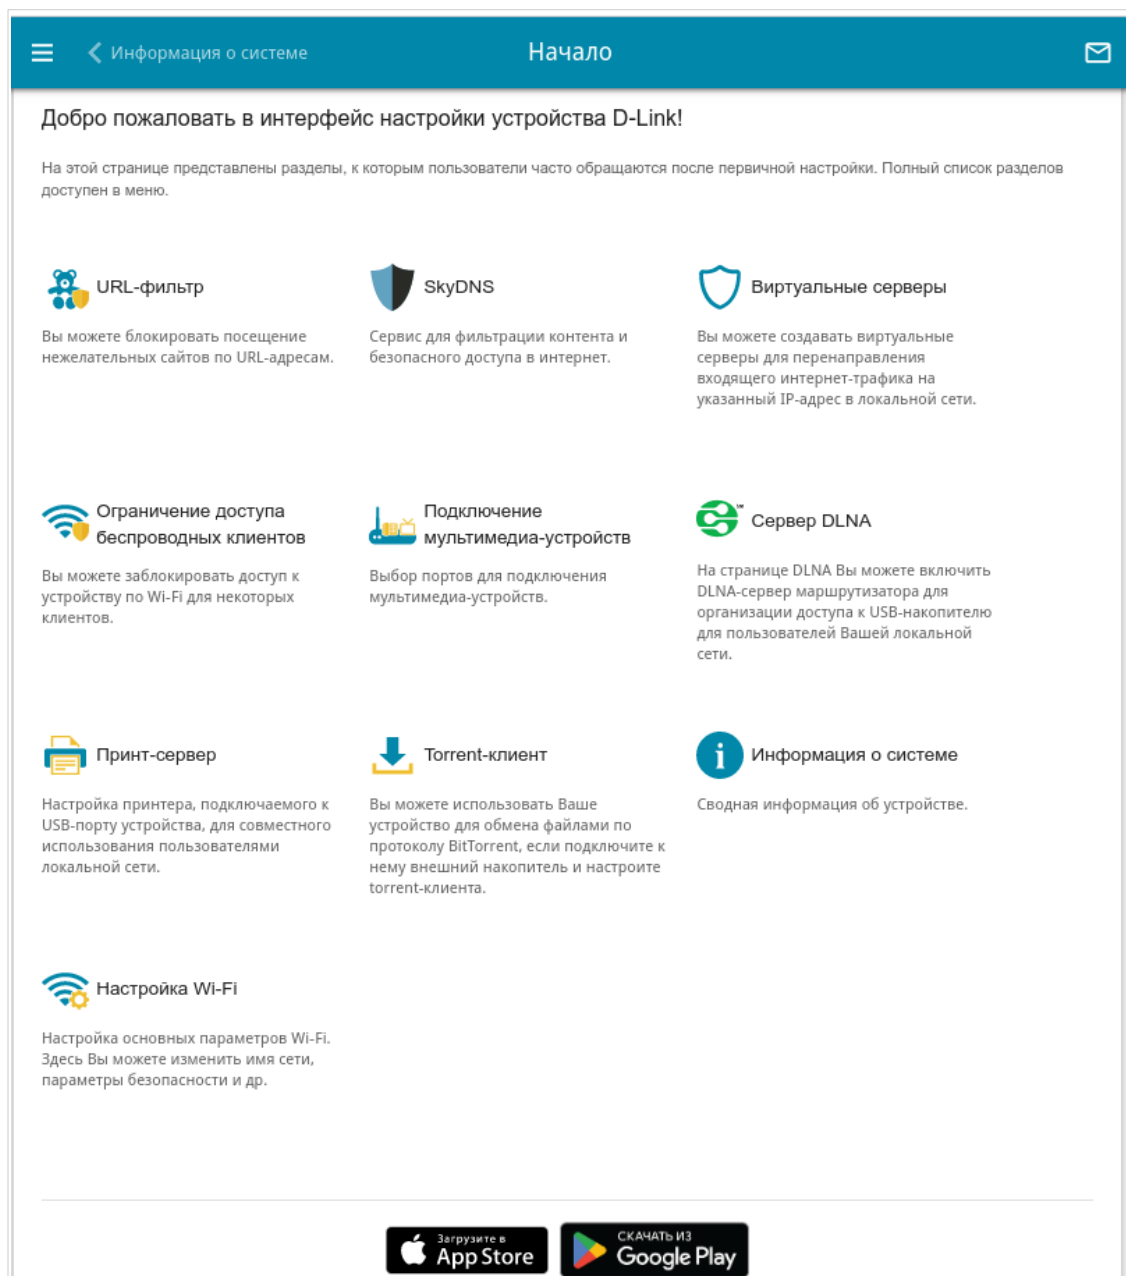 Информация о системе
Начало
Добро пожаловать в интерфейс настройки устройства D-Link!
На этой странице представлены разделы, к которым пользователи часто обращаются после первичной настройки. Полный список разделов
доступен в меню.
URL-фильтр
Вы можете блокировать посещение
нежелательных сайтов по URL-адресам.
SkyDNS
Сервис для фильтрации контента и
безопасного доступа в интернет.
Виртуальные серверы
Вы можете создавать виртуальные
серверы для перенаправления
входящего интернет-трафика на
указанный IP-адрес в локальной сети.
Ограничение доступа
беспроводных клиентов
Вы можете заблокировать доступ к
устройству по Wi-Fi для некоторых
клиентов.
Подключение
мультимедиа-устройств
Выбор портов для подключения
мультимедиа-устройств.
Сервер DLNA
На странице DLNA Вы можете включить
DLNA-сервер маршрутизатора для
организации доступа к USB-накопителю
для пользователей Вашей локальной
сети.
Принт-сервер
Настройка принтера, подключаемого к
USB-порту устройства, для совместного
использования пользователями
локальной сети.
Torrent-клиент
Вы можете использовать Ваше
устройство для обмена файлами по
протоколу BitTorrent, если подключите к
нему внешний накопитель и настроите
torrent-клиента.
Информация о системе
Сводная информация об устройстве.
Настройка Wi-Fi
Настройка основных параметров Wi-Fi.
Здесь Вы можете изменить имя сети,
параметры безопасности и др.
Загрузите в
App Store
СКАЧАТЬ ИЗ
Google Play